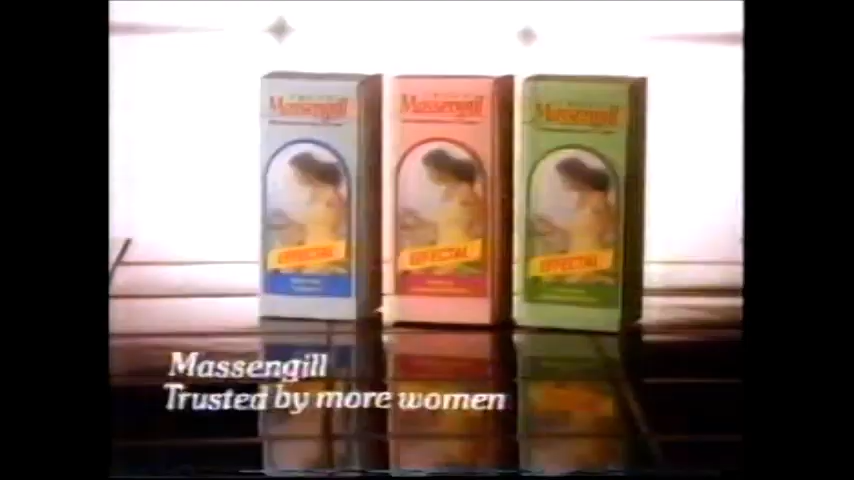 Massengill
Massengill
Massengill
EFFECTAL
EFFECTAL
EFFECTAL
Massengill
Trusted by more women